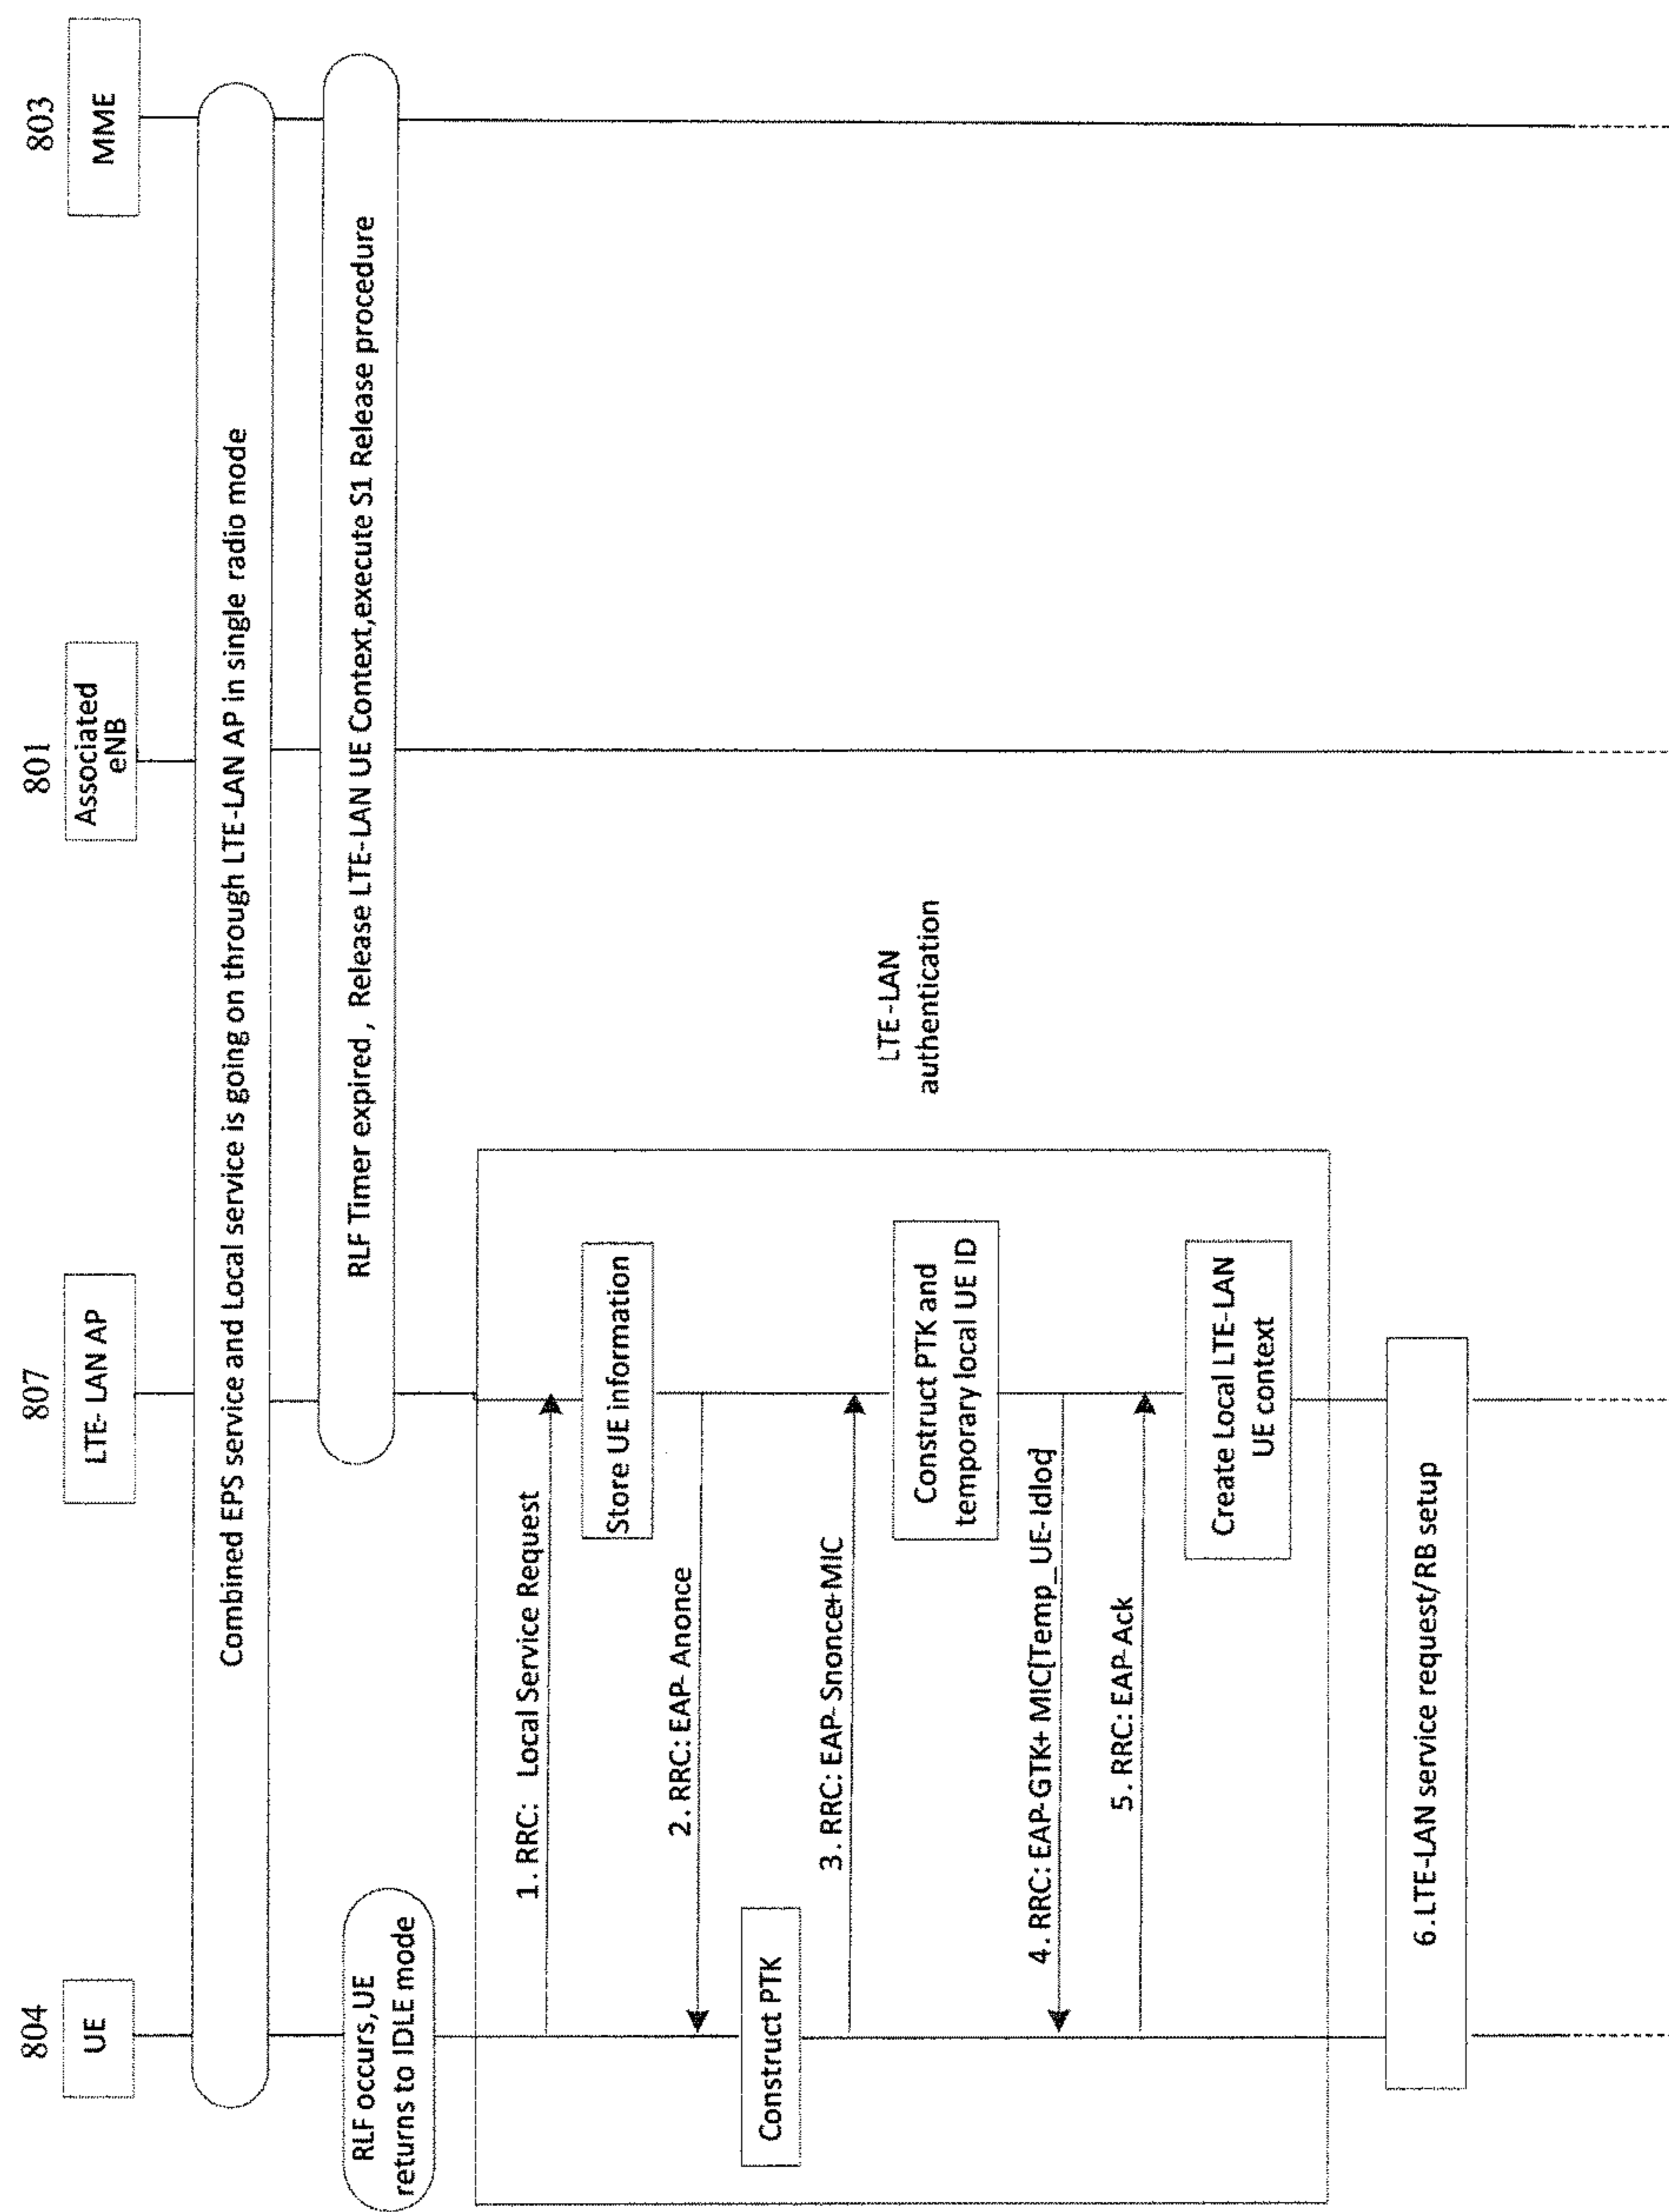 804
UE
807
LTE- LAN AP
801
Associated
eNB
803
MME
Combined EPS service and Local service is going on through LTE-LAN AP in single radio mode
RLF occurs,UE
returns to IDLE mode
RLF Timer expired , Release LTE-LAN UE Context,execute S1 Release procedure
1. RRC: Local Service Request
Store UE information
2. RRC: EAP- Anonce
Construct PTK
3. RRC: EAP- Snonce+MIC
LTE-LAN
authentication
Construct PTK and
temporary local UE ID
4. RRC: EAP-GTK+ MIC[Temp_UE-Idloc]
5. RRC: EAP-Ack
Create Local LTE-LAN
UE context
6.LTE-LAN service request/RB setup